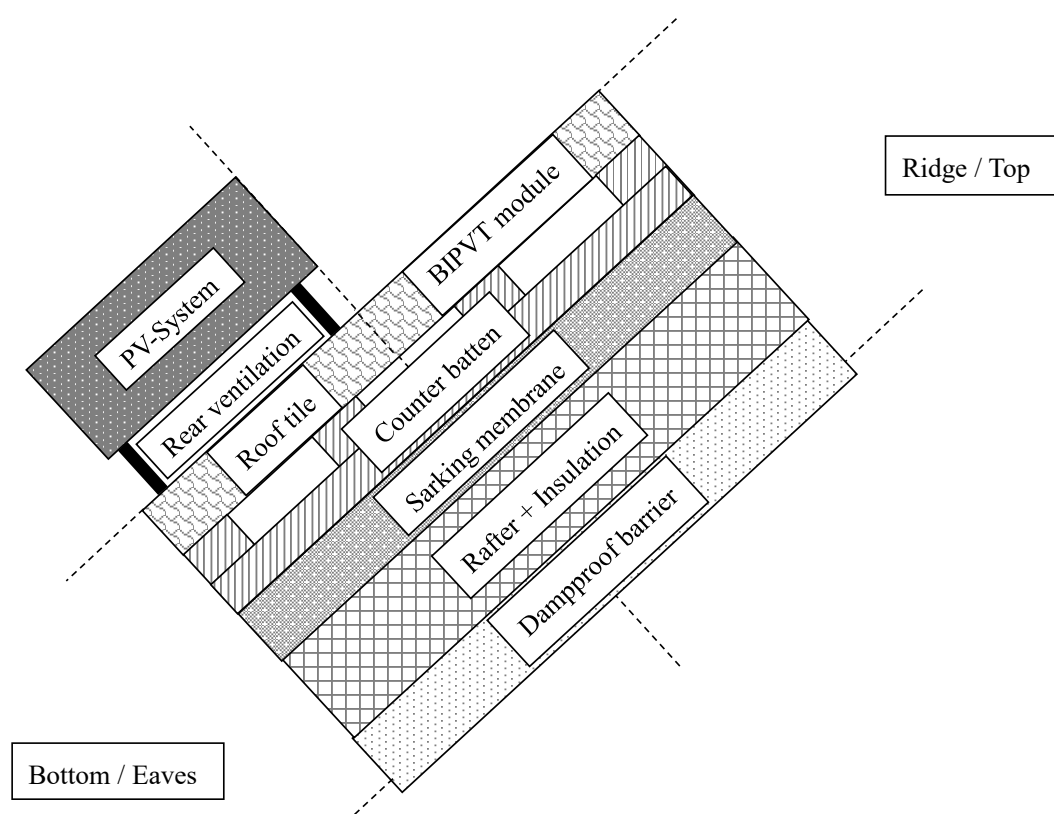 Ridge / Top
BIPVT module
PV-System
Rear ventilation
Roof tile
Counter batten
Sarking membrane
Rafter + Insulation
Dampproof barrier
Bottom / Eaves